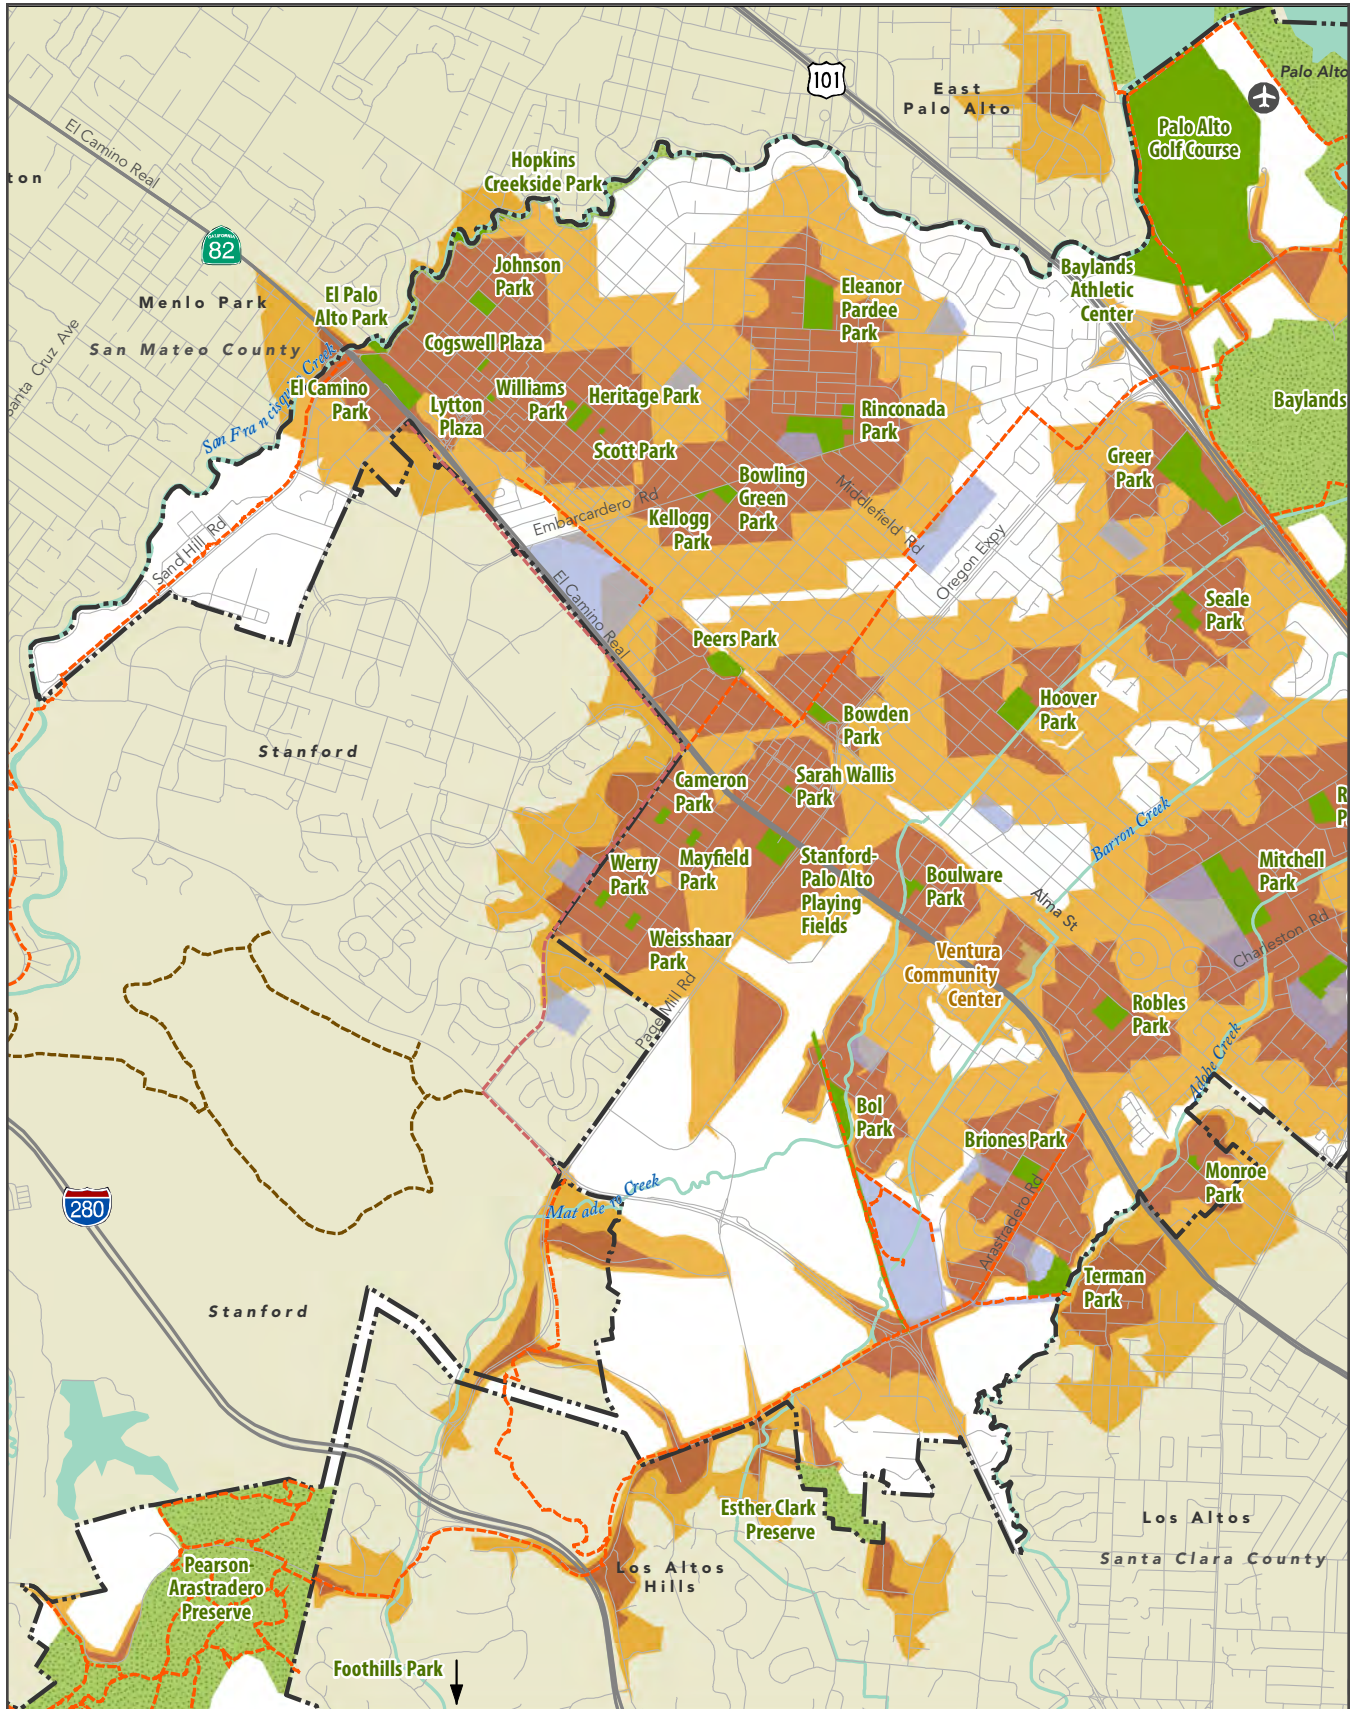 101
East
Palo Alto
Palo Alto
Palo Alto
Golf Course
El Camino Real
Hopkins
Creekside Park
ton
82
Menlo Park
San Mateo County
Santa Cruz Ave
El Palo
Alto Park
Johnson
Park
Eleanor
Pardee
Park
Baylands
Athletic
Center
Cogswell Plaza
San Francisquito Creek
El Camino
Park
Lytton
Plaza
Williams
Park
Heritage Park
Scott Park
Rinconada
Park
Baylands
Bowling
Green
Park
Kellogg
Park
Embarcardero Rd
Middlefield Rd
Greer
Park
Sand Hill Rd
El Camino Real
Oregon Expy
Seale
Park
Peers Park
Hoover
Park
Bowden
Park
Stanford
Cameron
Park
Sarah Wallis
Park
R
P
Barron Creek
Werry
Park
Mayfield
Park
Stanford-
Palo Alto
Playing
Fields
Boulware
Park
Mitchell
Park
Alma St
Charleston Rd
Weisshaar
Park
Ventura
Community
Center
Page Mill Rd
Robles
Park
Adobe Creek
Bol
Park
Briones Park
Monroe
Park
280
Matadero Creek
Arastradero Rd
Terman
Park
Stanford
Esther Clark
Preserve
Los Altos
Santa Clara County
Pearson-
Arastradero
Preserve
Los Altos
Hills
Foothills Park